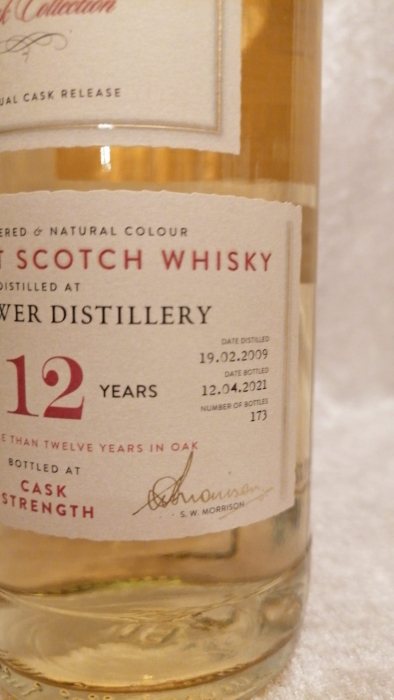 k Collection
UAL CASK RELEASE
ERED & NATURAL COLOUR
T SCOTCH WHISKY
DISTILLED AT
WER DISTILLERY
DATE DISTILLED
19.02.2009
DATE BOTTLED
12.04.2021
NUMBER OF BOTTLES
173
12 YEARS
E THAN TWELVE YEARS IN OAK
BOTTLED AT
CASK
STRENGTH
S. W. MORRISON